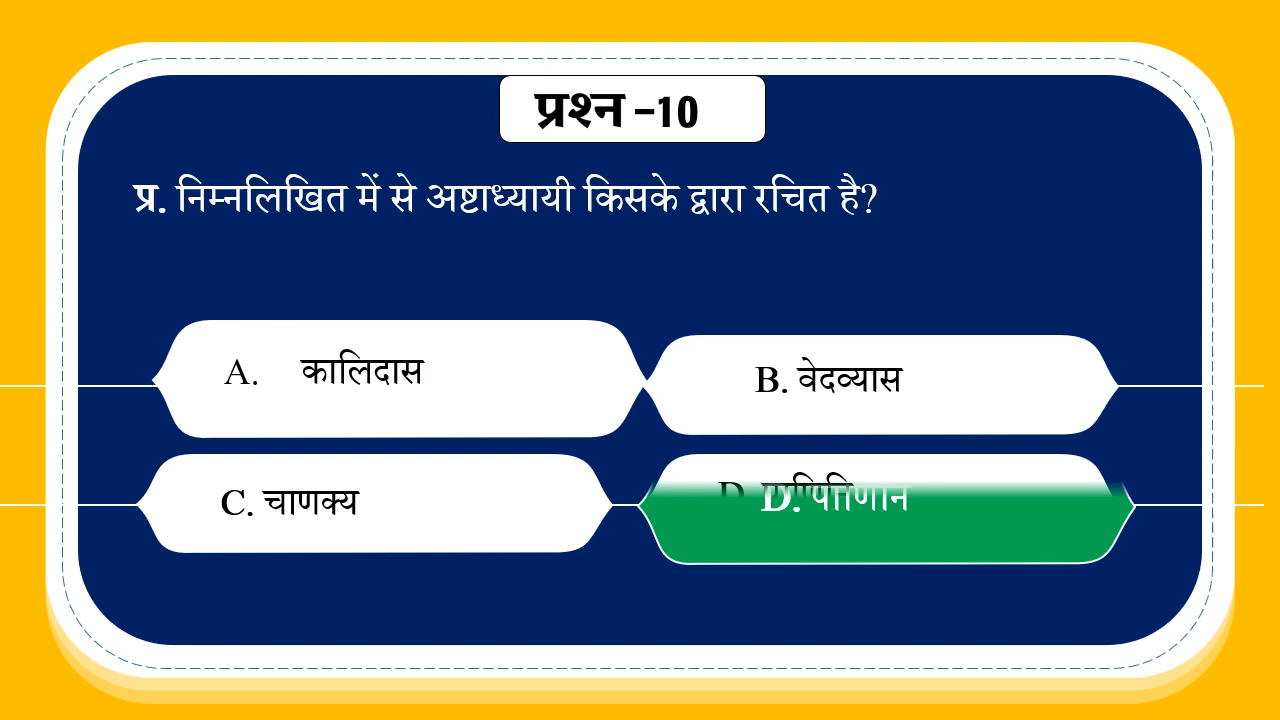 प्रश्न -10
प्र. निम्नलिखित में से अष्टाध्यायी किसके द्वारा रचित है?
A. कालिदास
B. वेदव्यास
C. चाणक्य
D.